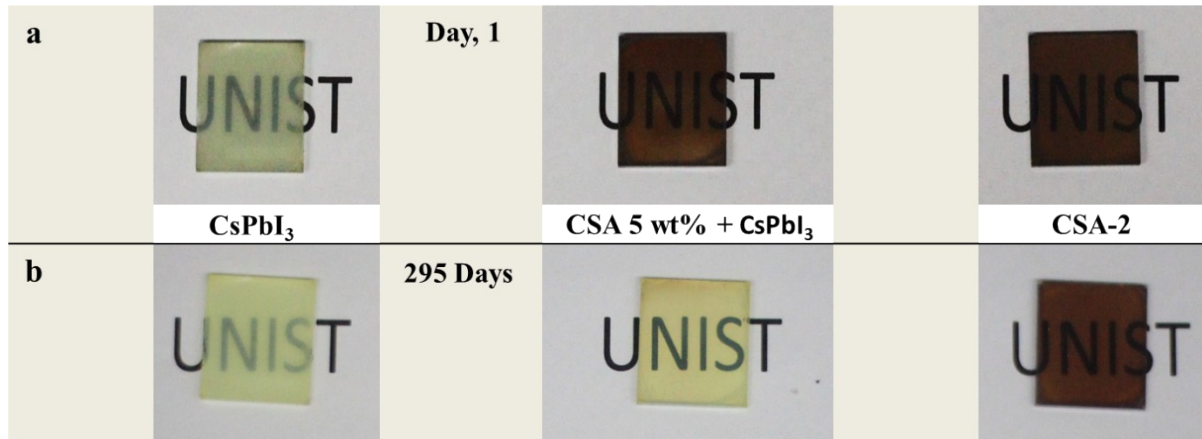 a
Day, 1
UNIST
UNIST
UNIST
CsPbI₃
CSA 5 wt% + CsPbI₃
CSA-2
b
295 Days
UNIST
UNIST
UNIST